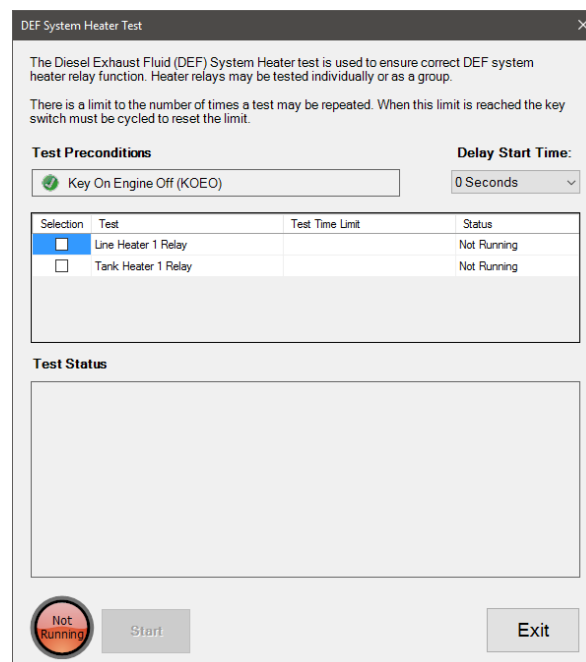 DEF System Heater Test
The Diesel Exhaust Fluid (DEF) System Heater test is used to ensure correct DEF system
heater relay function. Heater relays may be tested individually or as a group.
There is a limit to the number of times a test may be repeated. When this limit is reached the key
switch must be cycled to reset the limit.
Test Preconditions
Delay Start Time:
Key On Engine Off (KOEO)
0 Seconds
Selection Test Test Time Limit Status
Line Heater 1 Relay Not Running
Tank Heater 1 Relay Not Running
Test Status
Not
Running
Start
Exit